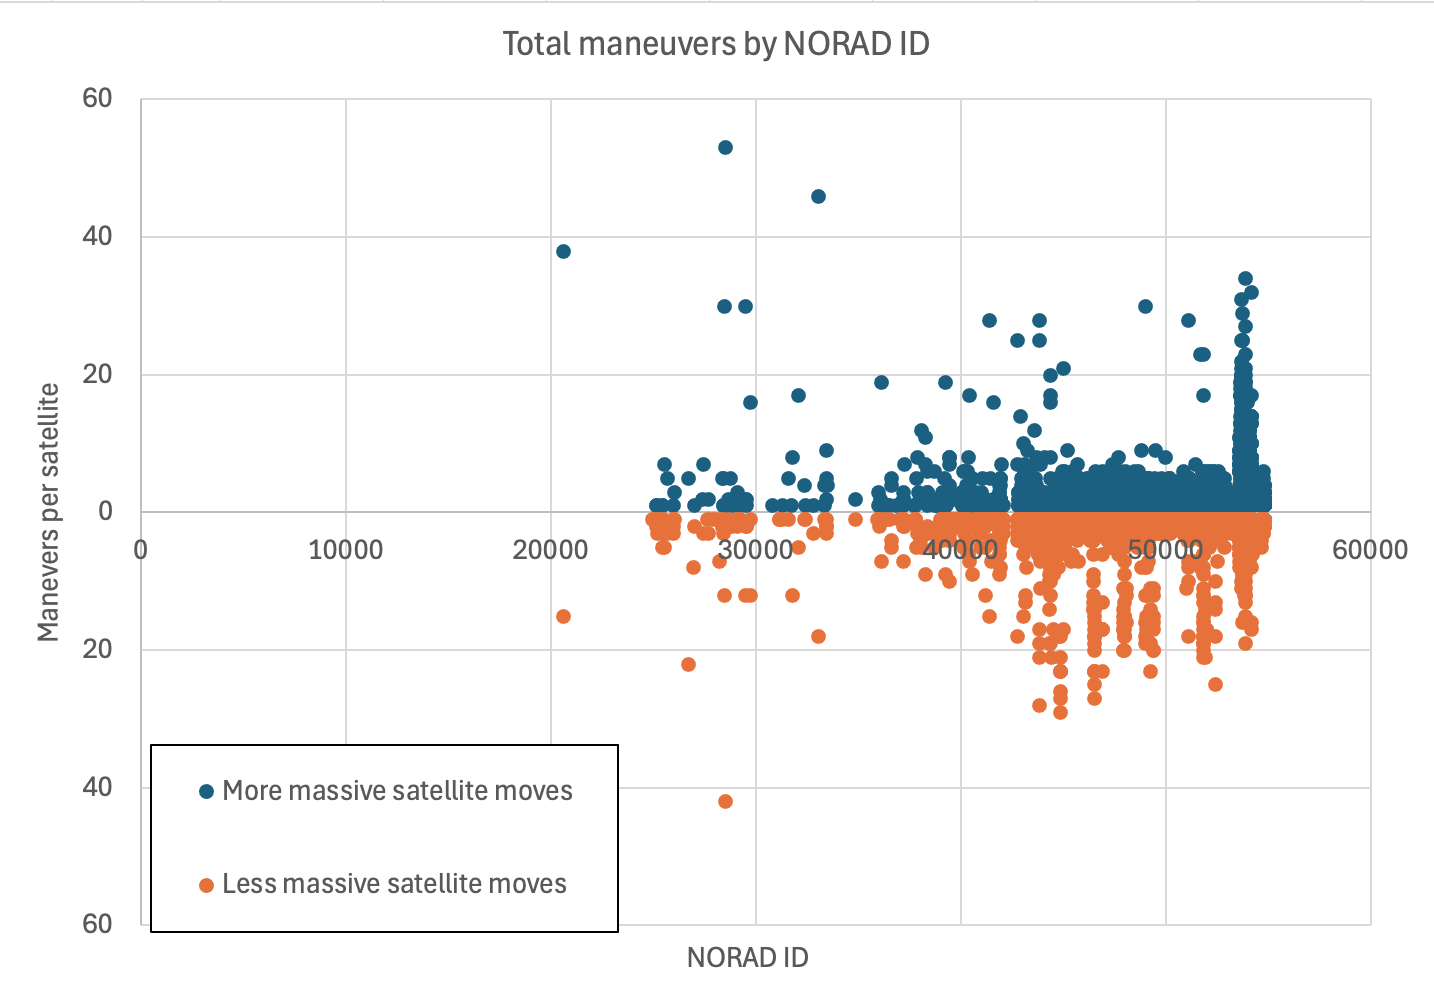 Total maneuvers by NORAD ID
60
40
20
0
20
40
60
0 10000 20000 30000 40000 50000 60000
Manevers per satellite
NORAD ID
More massive satellite moves
Less massive satellite moves